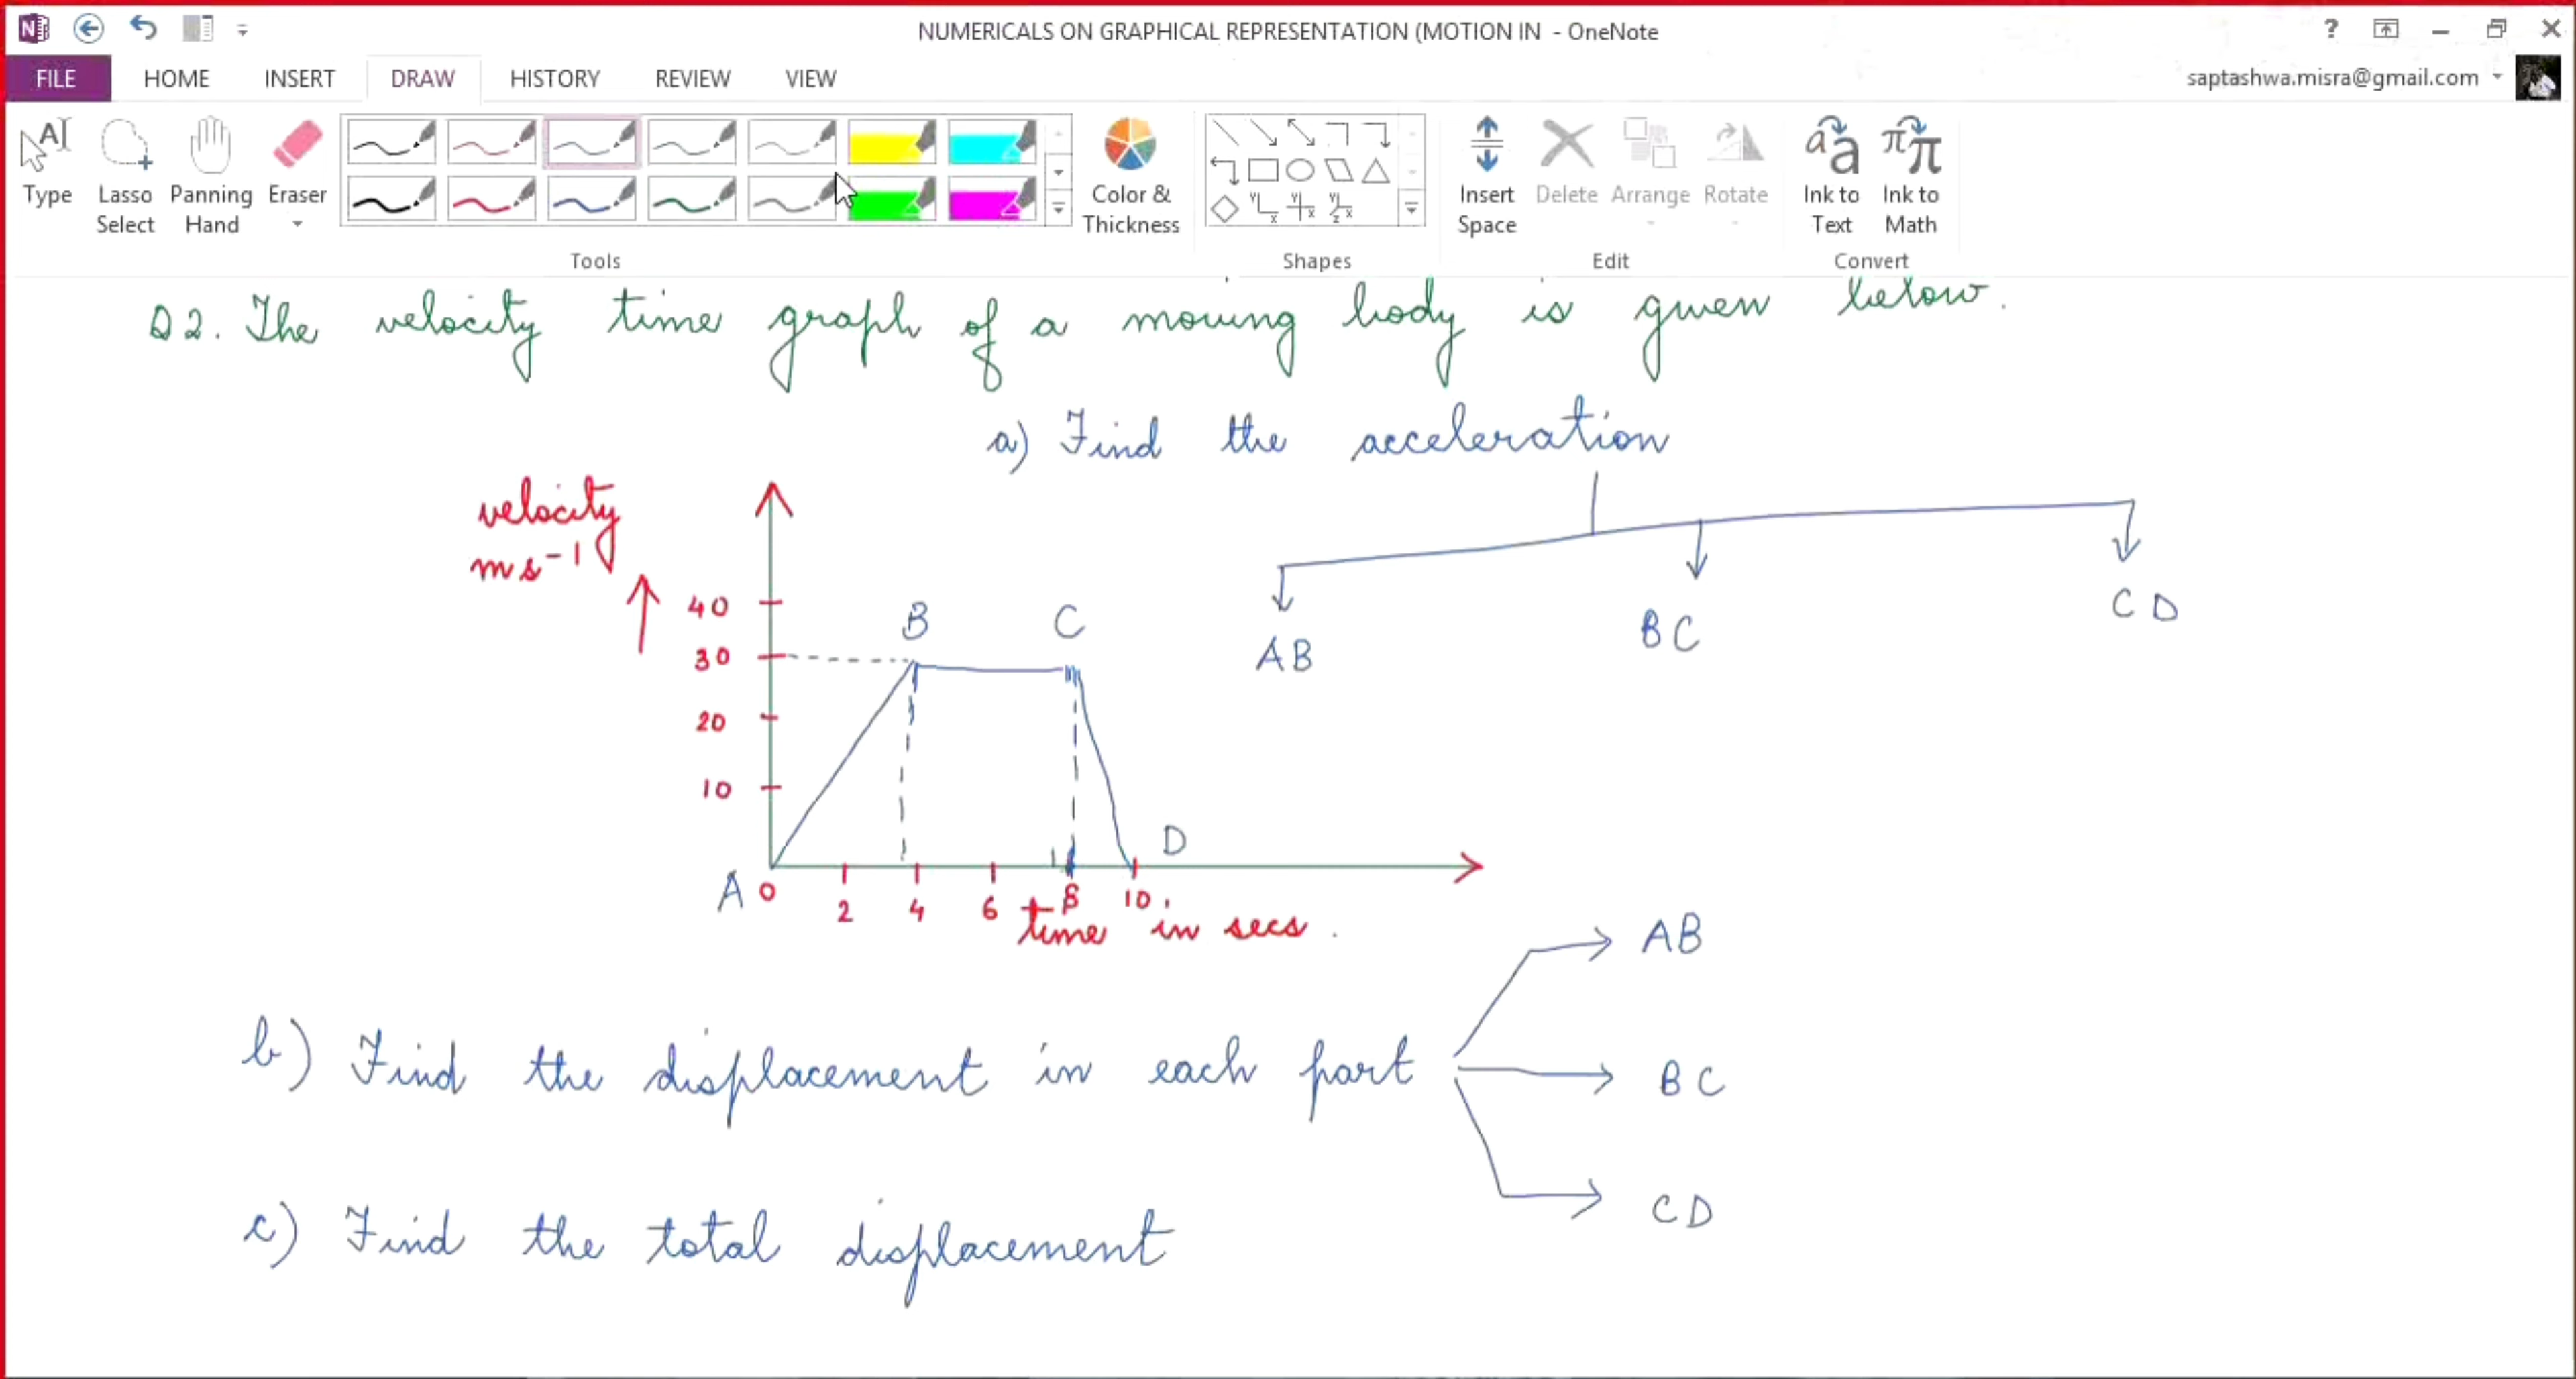 NUMERICALS ON GRAPHICAL REPRESENTATION (MOTION IN - OneNote
?
FILE HOME INSERT DRAW HISTORY REVIEW VIEW
saptashwa.misra@gmail.com
Type
Lasso Select
Panning Hand
Eraser
Color & Thickness
Insert Space
Delete
Arrange
Rotate
Ink to Text
Ink to Math
Tools
Shapes
Edit
Convert
Q2. The velocity time graph of a moving body is given below.
a) Find the acceleration
AB
BC
CD
velocity
ms⁻¹
40
30
20
10
B
C
D
A
0 2 4 6 8 10
time in secs.
b) Find the displacement in each part
AB
BC
CD
c) Find the total displacement